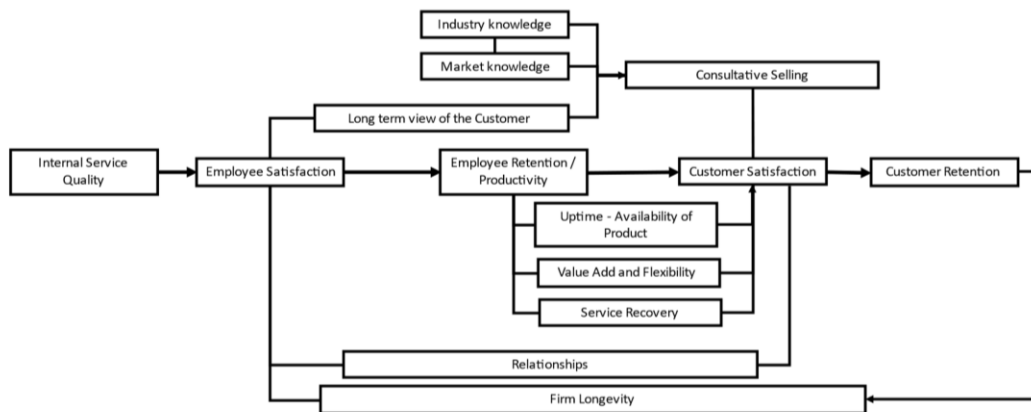 Industry knowledge
Market knowledge
Consultative Selling
Long term view of the Customer
Internal Service
Quality
Employee Satisfaction
Employee Retention /
Productivity
Customer Satisfaction
Customer Retention
Uptime - Availability of
Product
Value Add and Flexibility
Service Recovery
Relationships
Firm Longevity